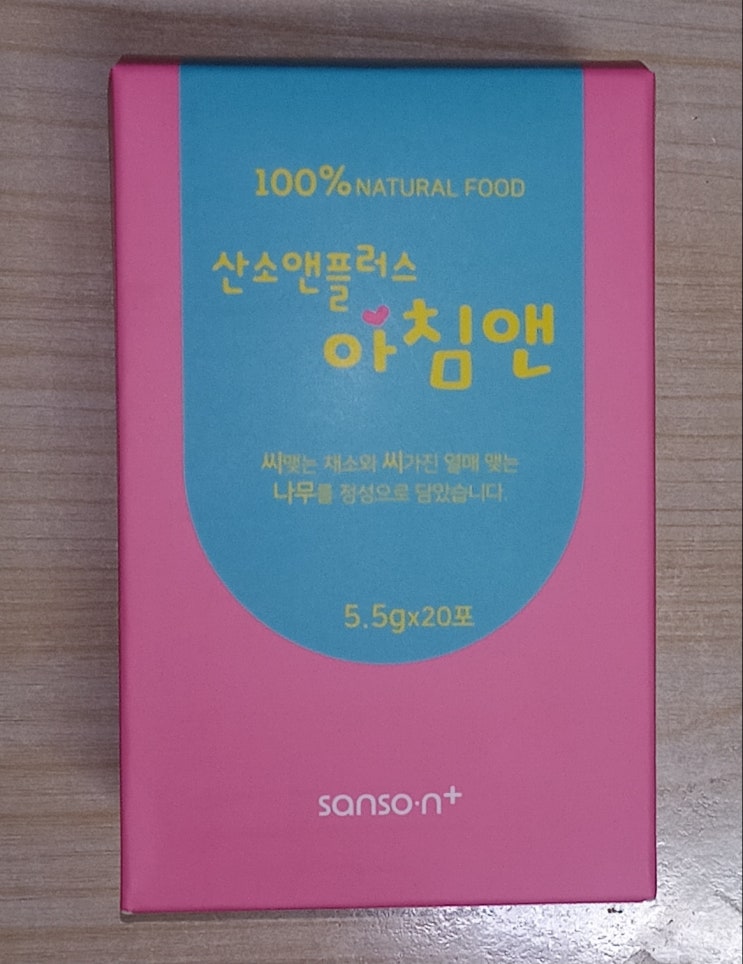 100% NATURAL FOOD
산소앤플러스
아침앤
씨맺는 채소와 씨가진 열매 맺는
나무를 정성으로 담았습니다.
5.5gx20포
sanso·n+